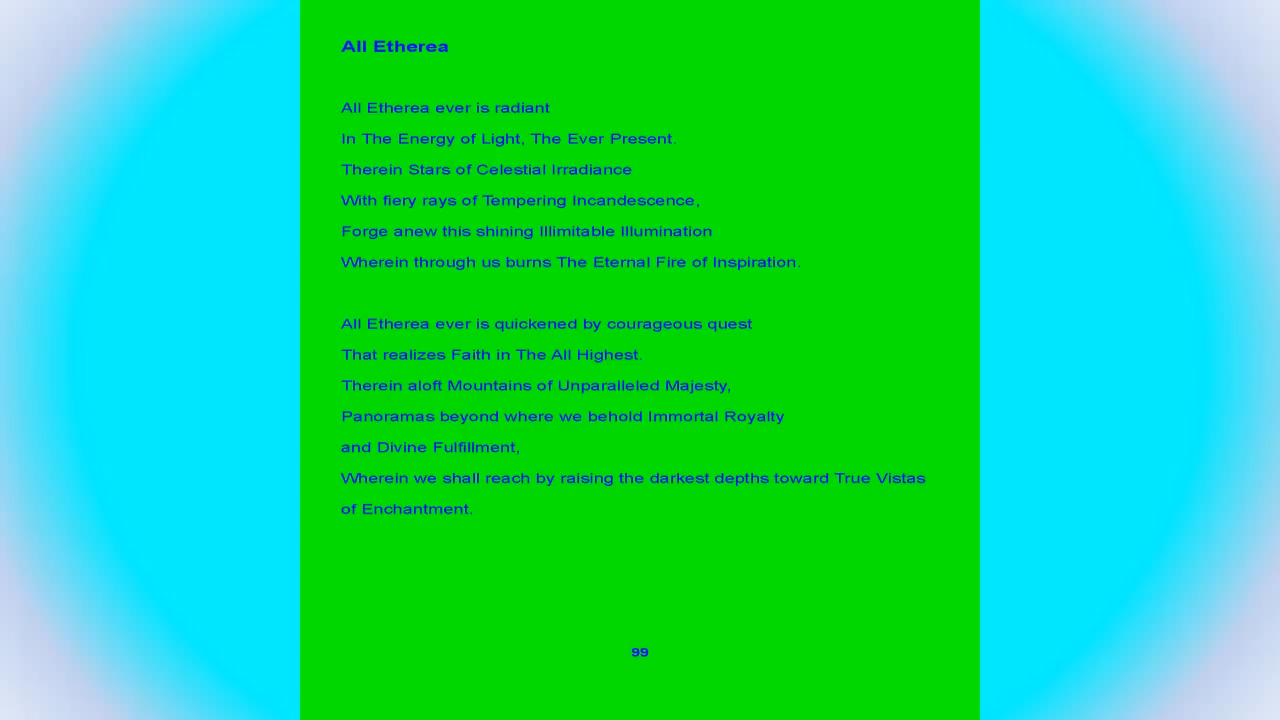 All Etherea
All Etherea ever is radiant
In The Energy of Light, The Ever Present.
Therein Stars of Celestial Irradiance
With fiery rays of Tempering Incandescence,
Forge anew this shining Illimitable Illumination
Wherein through us burns The Eternal Fire of Inspiration.
All Etherea ever is quickened by courageous quest
That realizes Faith in The All Highest.
Therein aloft Mountains of Unparalleled Majesty,
Panoramas beyond where we behold Immortal Royalty
and Divine Fulfillment,
Wherein we shall reach by raising the darkest depths toward True Vistas
of Enchantment.
99